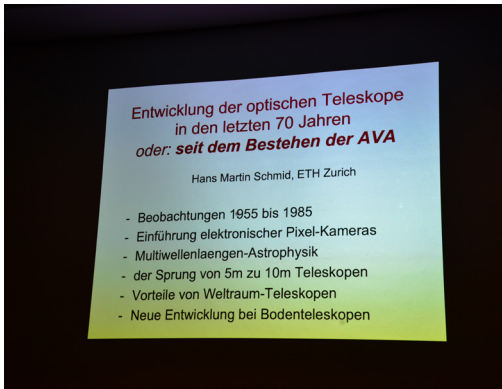 Entwicklung der optischen Teleskope
in den letzten 70 Jahren
oder: seit dem Bestehen der AVA
Hans Martin Schmid, ETH Zurich
- Beobachtungen 1955 bis 1985
- Einführung elektronischer Pixel-Kameras
- Multiwellenlaengen-Astrophysik
- der Sprung von 5m zu 10m Teleskopen
- Vorteile von Weltraum-Teleskopen
- Neue Entwicklung bei Bodenteleskopen